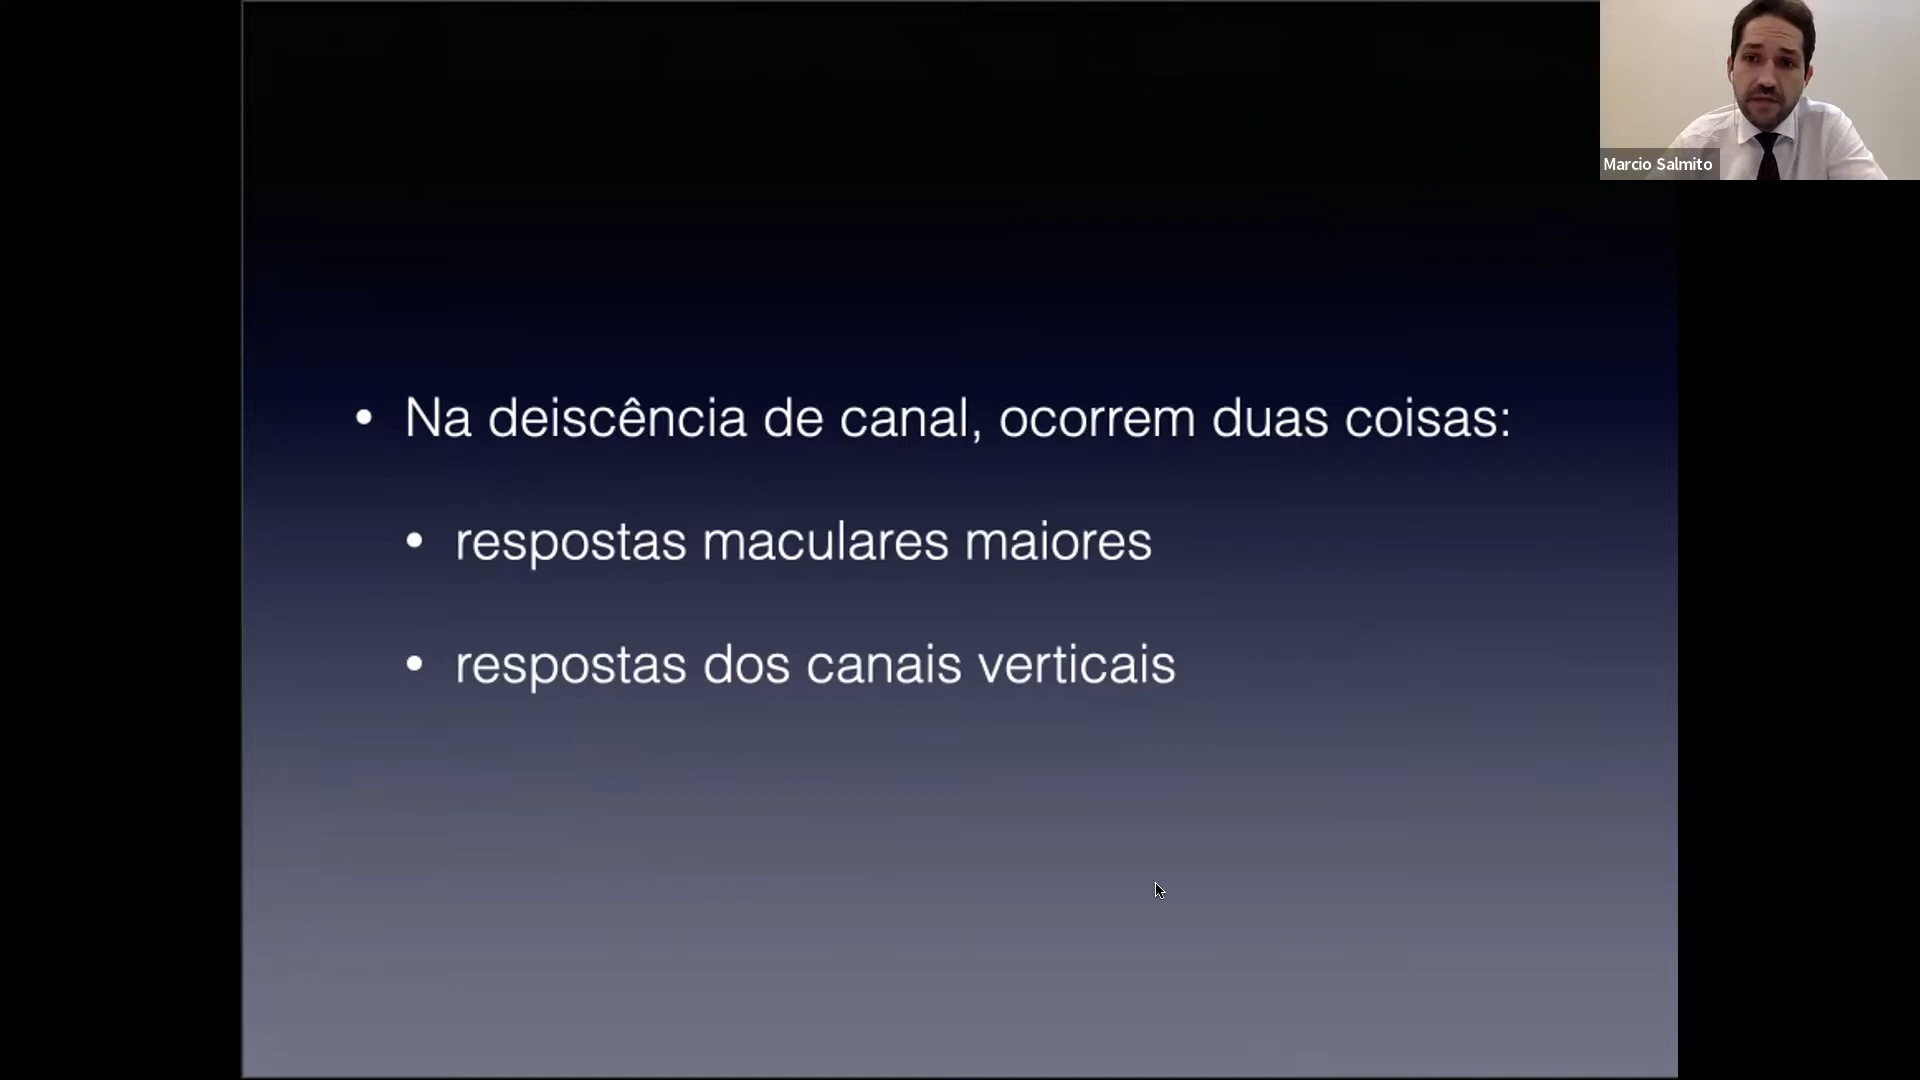 Marcio Salmito
• Na deiscência de canal, ocorrem duas coisas:
• respostas maculares maiores
• respostas dos canais verticais